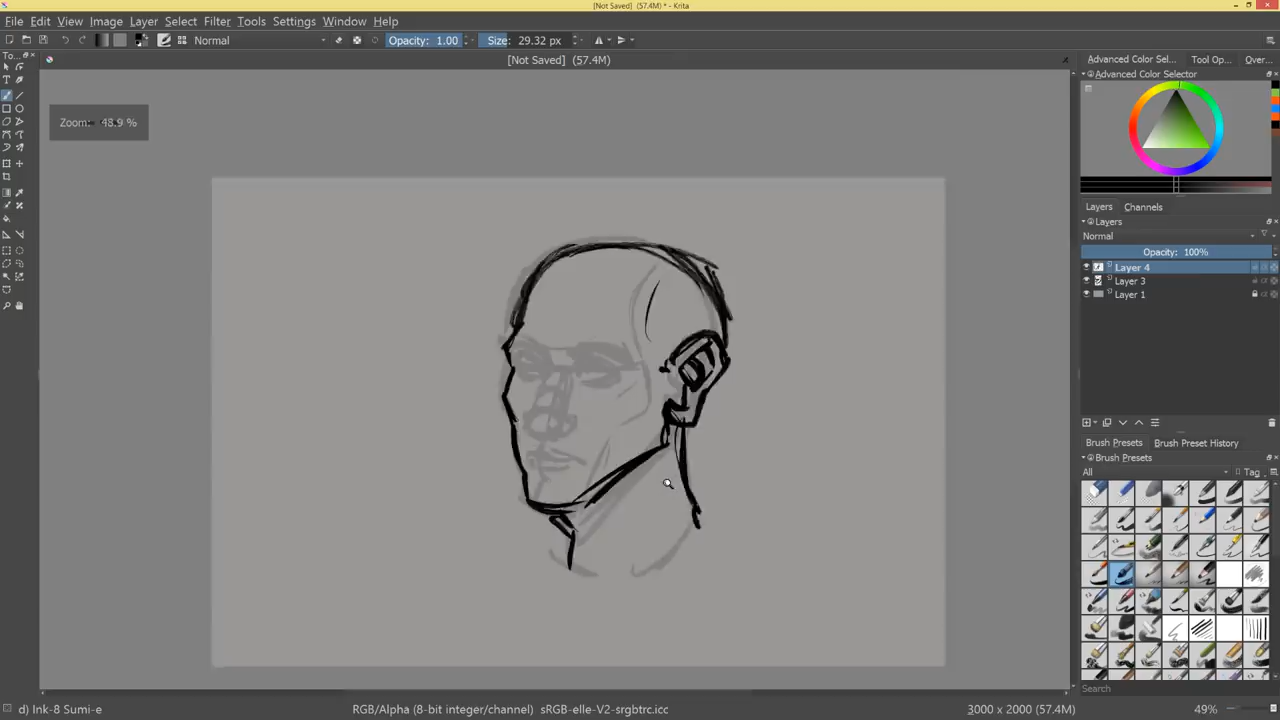 [Not Saved] (57.4M) * - Krita
File Edit View Image Layer Select Filter Tools Settings Window Help
Normal Opacity: 1.00 Size: 29.32 px
To...
[Not Saved] (57.4M)
Zoom: 48.9 %
Advanced Color Sel... Tool Op... Over...
Advanced Color Selector
Layers Channels
Layers
Normal
Opacity: 100%
Layer 4
Layer 3
Layer 1
Brush Presets Brush Preset History
Brush Presets
All Tag
Search
d) Ink-8 Sumi-e RGB/Alpha (8-bit integer/channel) sRGB-elle-V2-srgbtrc.icc 3000 x 2000 (57.4M) 49%